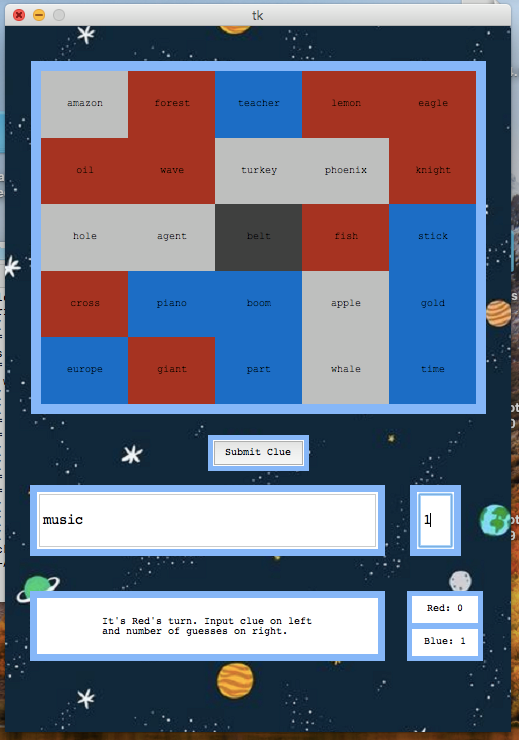 tk
amazon forest teacher lemon eagle
oil wave turkey phoenix knight
hole agent belt fish stick
cross piano boom apple gold
europe giant part whale time
Submit Clue
music 1
It's Red's turn. Input clue on left
and number of guesses on right.
Red: 0
Blue: 1